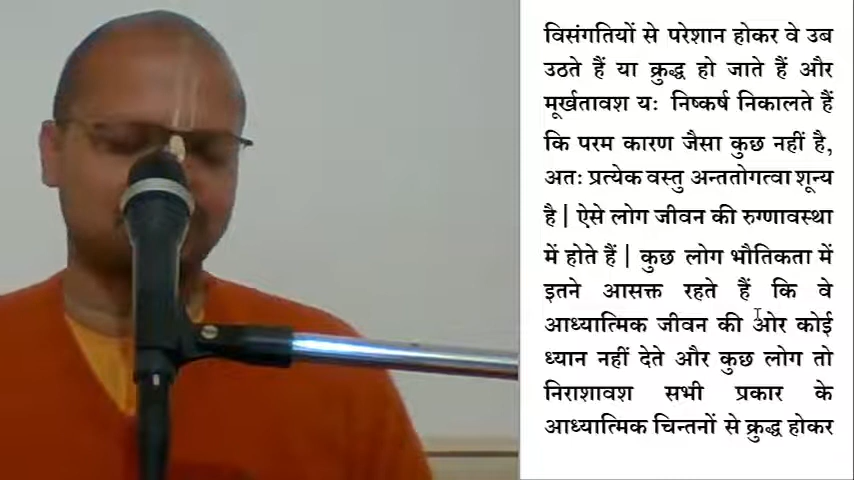 विसंगतियों से परेशान होकर वे उब
उठते हैं या क्रुद्ध हो जाते हैं और
मूर्खतावश यः निष्कर्ष निकालते हैं
कि परम कारण जैसा कुछ नहीं है,
अतः प्रत्येक वस्तु अन्ततोगत्वा शून्य
है | ऐसे लोग जीवन की रुग्णावस्था
में होते हैं | कुछ लोग भौतिकता में
इतने आसक्त रहते हैं कि वे
आध्यात्मिक जीवन की ओर कोई
ध्यान नहीं देते और कुछ लोग तो
निराशावश सभी प्रकार के
आध्यात्मिक चिन्तनों से क्रुद्ध होकर